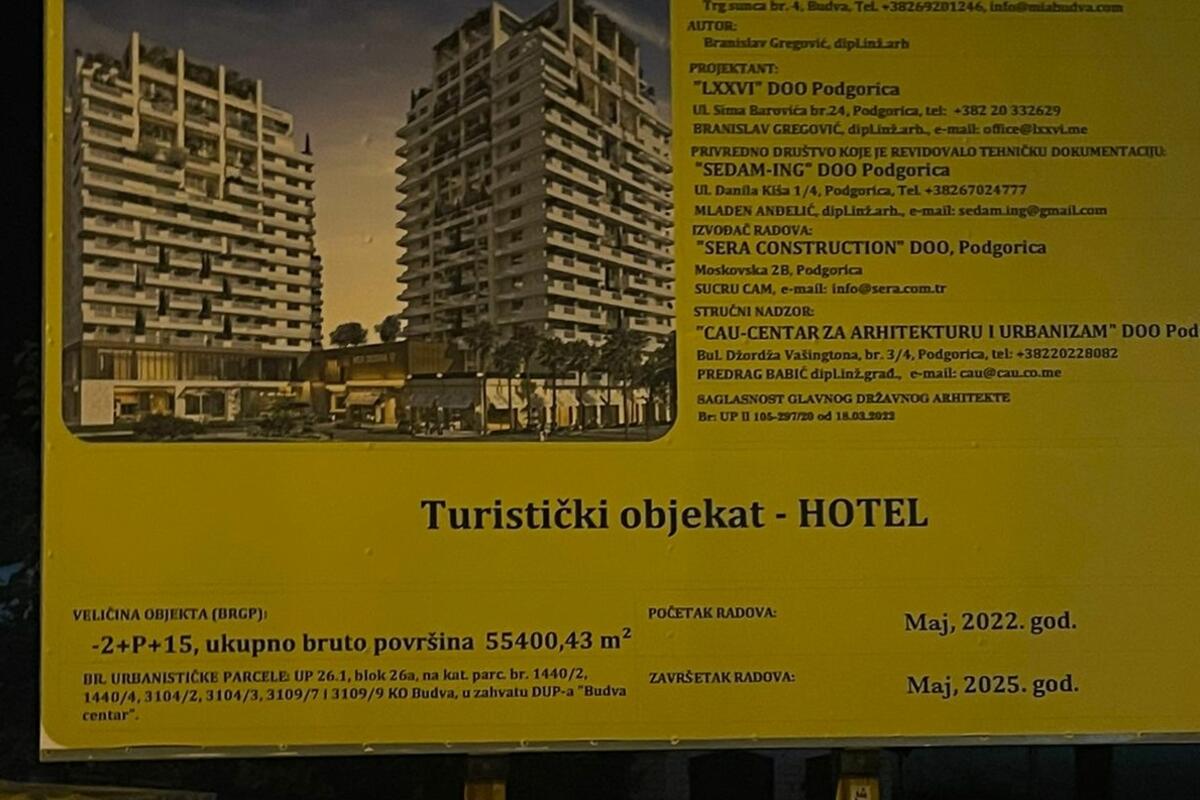 Trg sunca br. 4, Budva, Tel. +38269201246, info@miabudva.com
AUTOR:
Branislav Gregović, dipl.inž.arh
PROJEKTANT:
"LXXVI" DOO Podgorica
Ul. Sima Barovića br.24, Podgorica, tel: +382 20 332629
BRANISLAV GREGOVIĆ, dipl.inž.arh., e-mail: office@lxxvi.me
PRIVREDNO DRUŠTVO KOJE JE REVIDOVALO TEHNIČKU DOKUMENTACIJU:
"SEDAM-ING" DOO Podgorica
Ul. Danila Kiša 1/4, Podgorica, Tel. +38267024777
MLADEN ANĐELIĆ, dipl.inž.arh., e-mail: sedam.ing@gmail.com
IZVOĐAČ RADOVA:
"SERA CONSTRUCTION" DOO, Podgorica
Moskovska 2B, Podgorica
SUCRU CAM, e-mail: info@sera.com.tr
STRUČNI NADZOR:
"CAU-CENTAR ZA ARHITEKTURU I URBANIZAM" DOO Pod
Bul. Džordža Vašingtona, br. 3/4, Podgorica, tel: +38220228082
PREDRAG BABIĆ dipl.inž.građ., e-mail: cau@cau.co.me
SAGLASNOST GLAVNOG DRŽAVNOG ARHITEKTE
Br: UP II 105-297/20 od 18.03.2022
Turistički objekat - HOTEL
VELIČINA OBJEKTA (BRGP):
-2+P+15, ukupno bruto površina 55400,43 m²
BR. URBANISTIČKE PARCELE: UP 26.1, blok 26a, na kat. parc. br. 1440/2,
1440/4, 3104/2, 3104/3, 3109/7 i 3109/9 KO Budva, u zahvatu DUP-a "Budva
centar".
POČETAK RADOVA:
Maj, 2022. god.
ZAVRŠETAK RADOVA:
Maj, 2025. god.